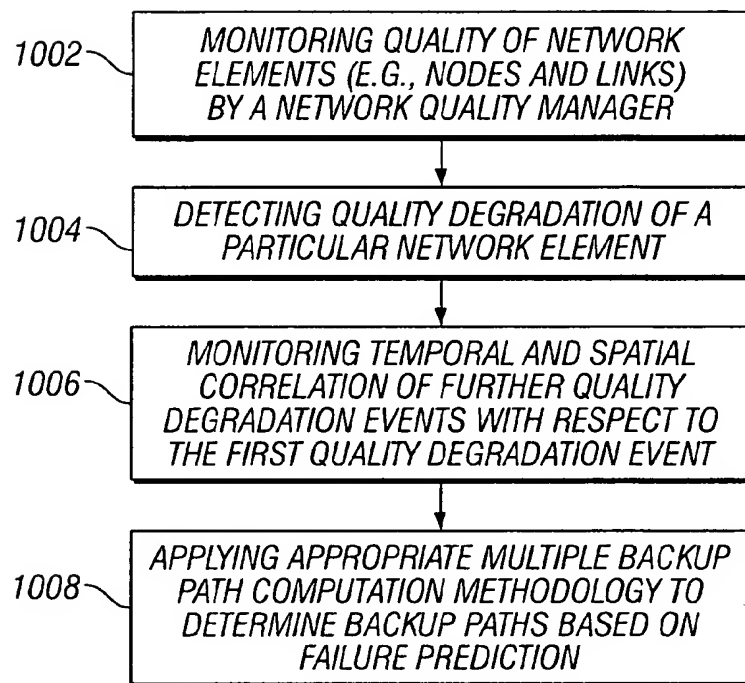 1002
MONITORING QUALITY OF NETWORK
ELEMENTS (E.G., NODES AND LINKS)
BY A NETWORK QUALITY MANAGER
1004
DETECTING QUALITY DEGRADATION OF A
PARTICULAR NETWORK ELEMENT
1006
MONITORING TEMPORAL AND SPATIAL
CORRELATION OF FURTHER QUALITY
DEGRADATION EVENTS WITH RESPECT TO
THE FIRST QUALITY DEGRADATION EVENT
1008
APPLYING APPROPRIATE MULTIPLE BACKUP
PATH COMPUTATION METHODOLOGY TO
DETERMINE BACKUP PATHS BASED ON
FAILURE PREDICTION